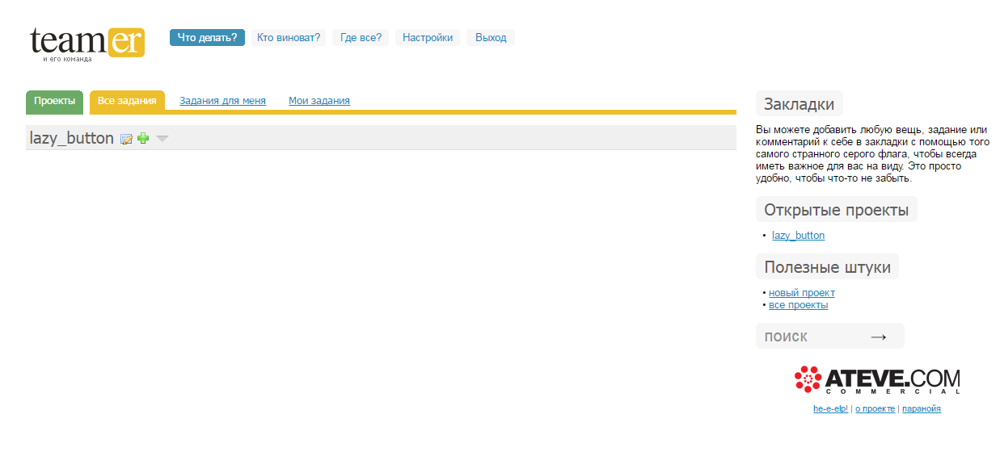 teamer
и его команда
Что делать? Кто виноват? Где все? Настройки Выход
Проекты Все задания Задания для меня Мои задания
lazy_button
Закладки
Вы можете добавить любую вещь, задание или
комментарий к себе в закладки с помощью того
самого странного серого флага, чтобы всегда
иметь важное для вас на виду. Это просто
удобно, чтобы что-то не забыть.
Открытые проекты
• lazy_button
Полезные штуки
• новый проект
• все проекты
поиск →
ATEVE.COM
COMMERCIAL
he-e-elp! | о проекте | паранойя